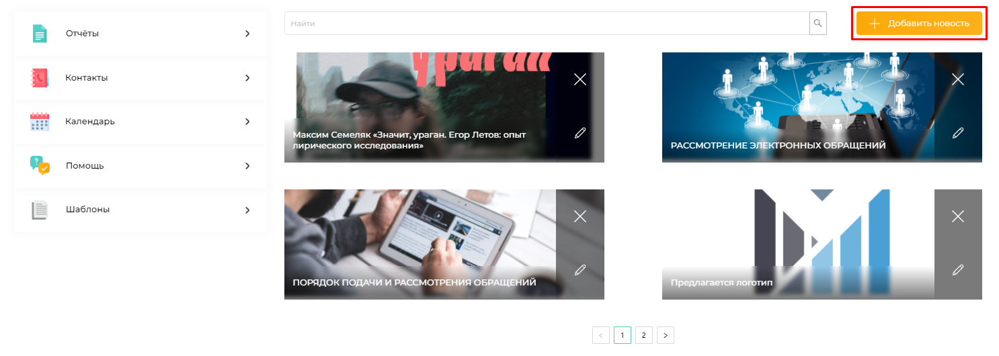 Отчёты
Контакты
Календарь
Помощь
Шаблоны
Найти
Добавить новость
ураган
Максим Семеляк «Значит, ураган. Егор Летов: опыт
лирического исследования»
РАССМОТРЕНИЕ ЭЛЕКТРОННЫХ ОБРАЩЕНИЙ
ПОРЯДОК ПОДАЧИ И РАССМОТРЕНИЯ ОБРАЩЕНИЙ
Предлагается логотип
< 1 2 >